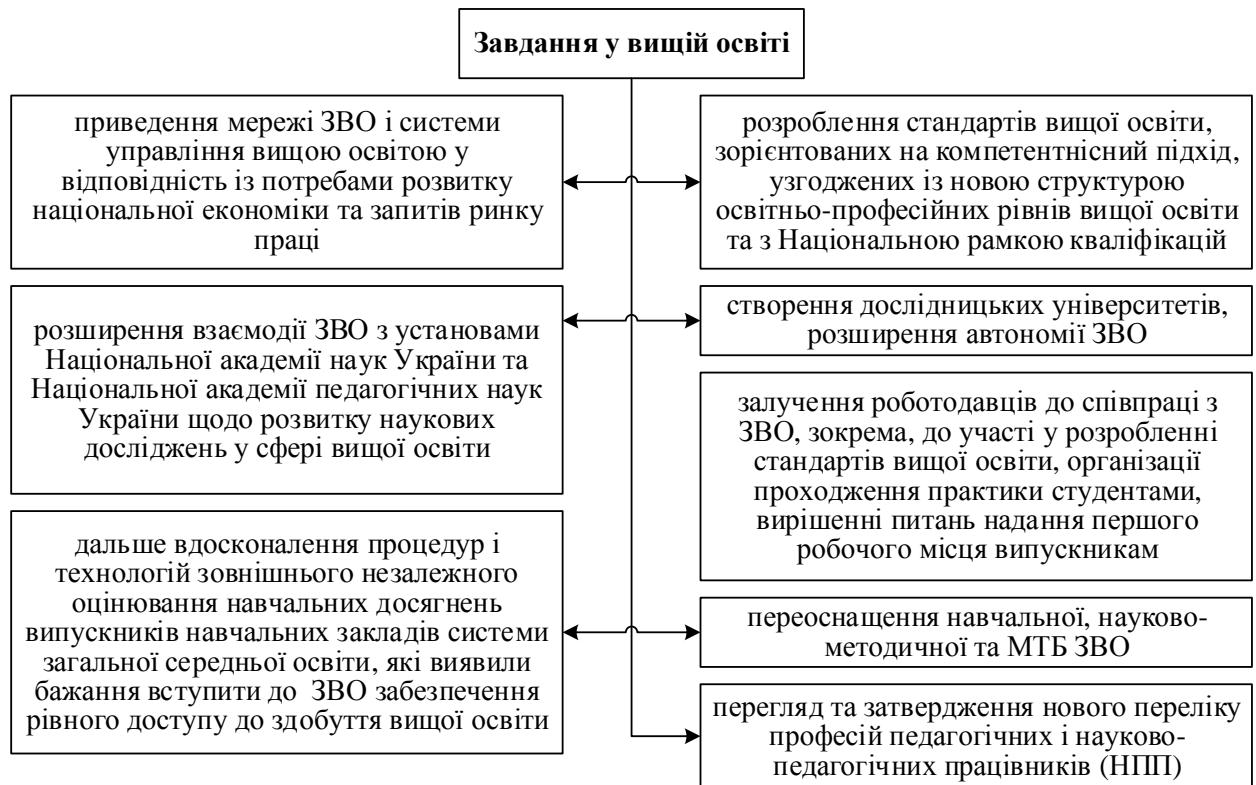 Завдання у вищій освіті
приведення мережі ЗВО і системи
управління вищою освітою у
відповідність із потребами розвитку
національної економіки та запитів ринку
праці
розроблення стандартів вищої освіти,
зорієнтованих на компетентнісний підхід,
узгоджених із новою структурою
освітньо-професійних рівнів вищої освіти
та з Національною рамкою кваліфікацій
розширення взаємодії ЗВО з установами
Національної академії наук України та
Національної академії педагогічних наук
України щодо розвитку наукових
досліджень у сфері вищої освіти
створення дослідницьких університетів,
розширення автономії ЗВО
залучення роботодавців до співпраці з
ЗВО, зокрема, до участі у розробленні
стандартів вищої освіти, організації
проходження практики студентами,
вирішенні питань надання першого
робочого місця випускникам
дальше вдосконалення процедур і
технологій зовнішнього незалежного
оцінювання навчальних досягнень
випускників навчальних закладів системи
загальної середньої освіти, які виявили
бажання вступити до ЗВО забезпечення
рівного доступу до здобуття вищої освіти
переоснащення навчальної, науково-
методичної та МТБ ЗВО
перегляд та затвердження нового переліку
професій педагогічних і науково-
педагогічних працівників (НПП)